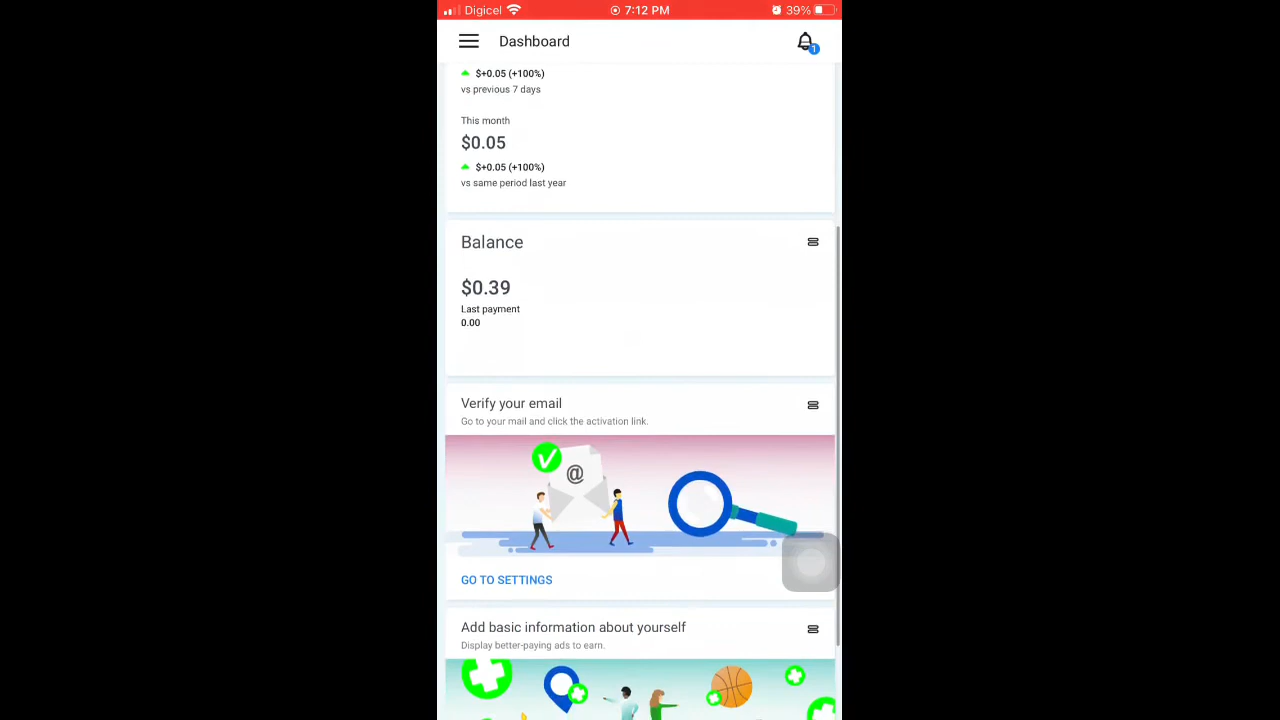 Digicel 7:12 PM 39%
Dashboard 1
$+0.05 (+100%)
vs previous 7 days
This month
$0.05
$+0.05 (+100%)
vs same period last year
Balance
$0.39
Last payment
0.00
Verify your email
Go to your mail and click the activation link.
@
GO TO SETTINGS
Add basic information about yourself
Display better-paying ads to earn.